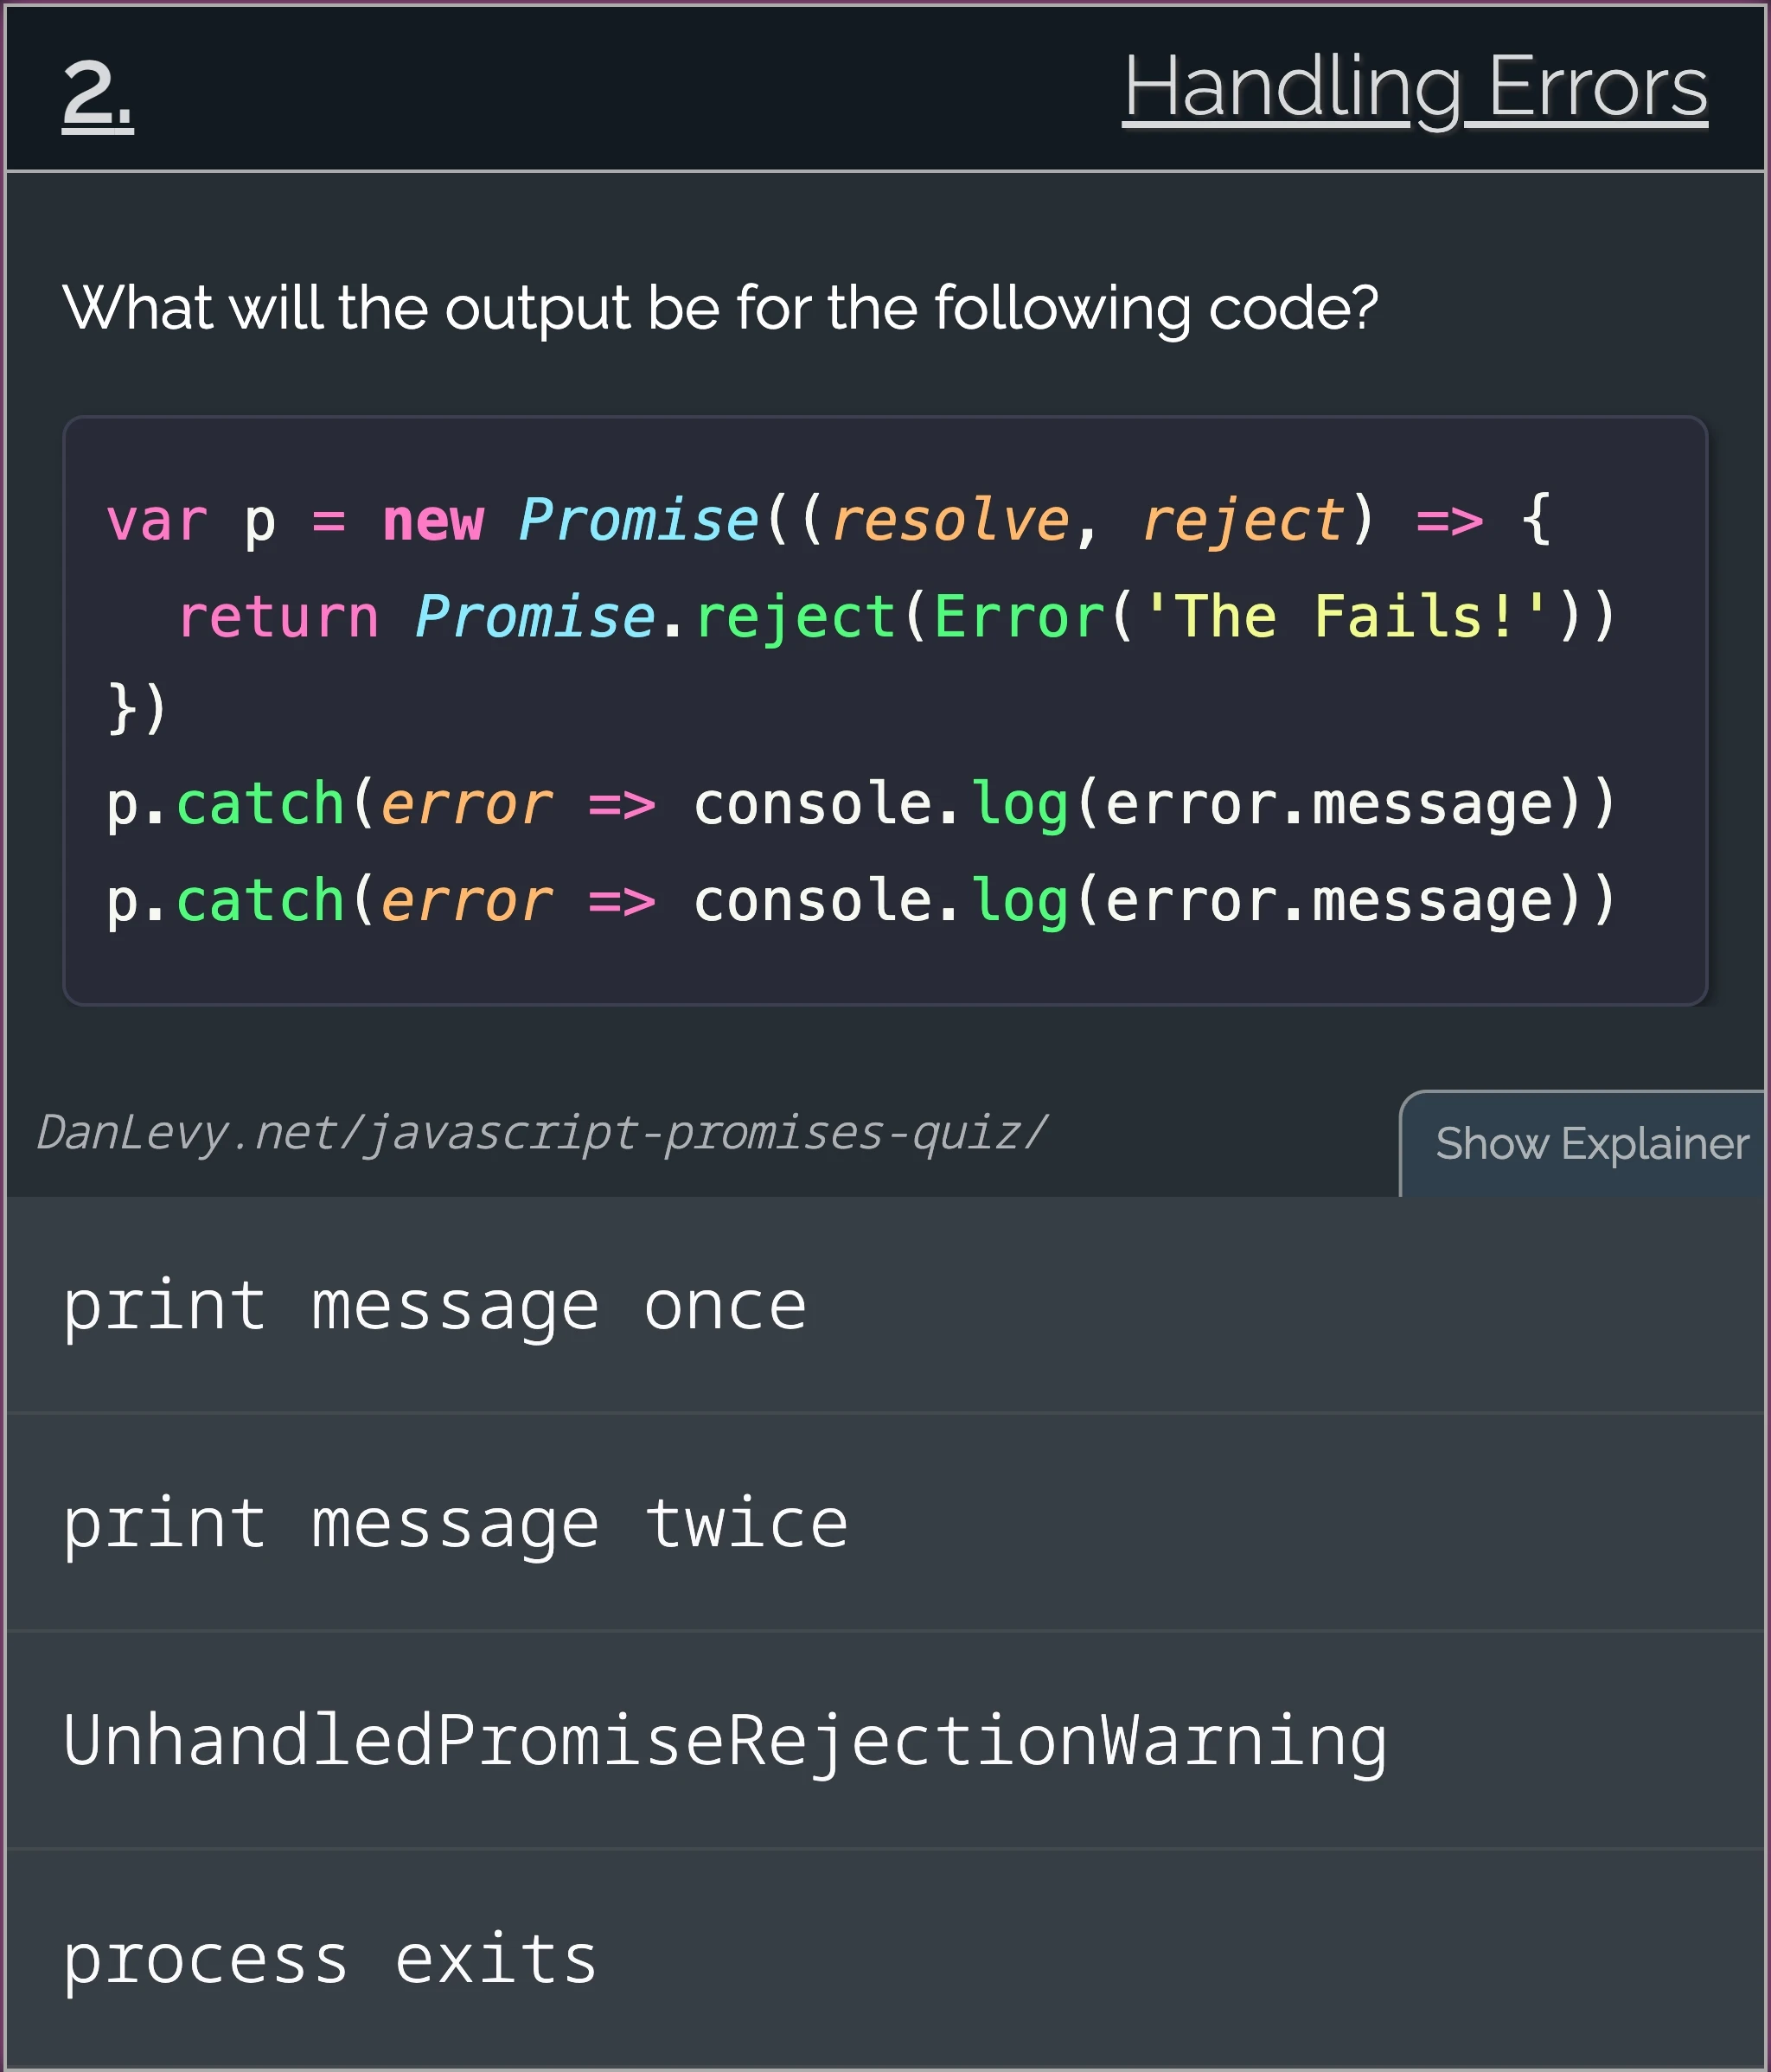 2.
Handling Errors
What will the output be for the following code?
var p = new Promise((resolve, reject) => {
  return Promise.reject(Error('The Fails!'))
})
p.catch(error => console.log(error.message))
p.catch(error => console.log(error.message))
DanLevy.net/javascript-promises-quiz/
Show Explainer
print message once
print message twice
UnhandledPromiseRejectionWarning
process exits